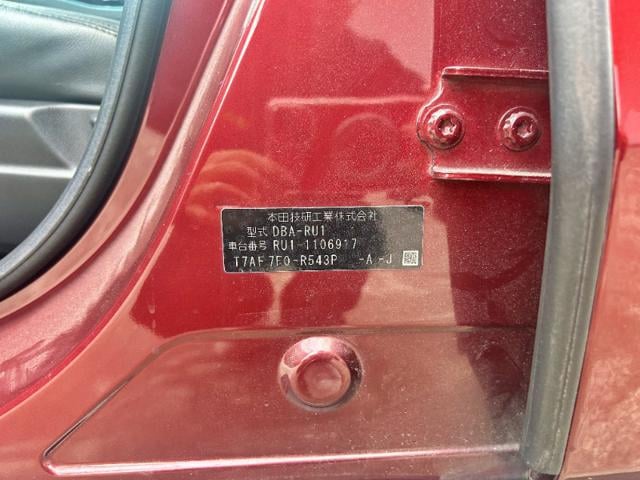 本田技研工業株式会社
型式 DBA-RU1
車台番号 RU1-1106917
T7AF7F0-R543P -A-J